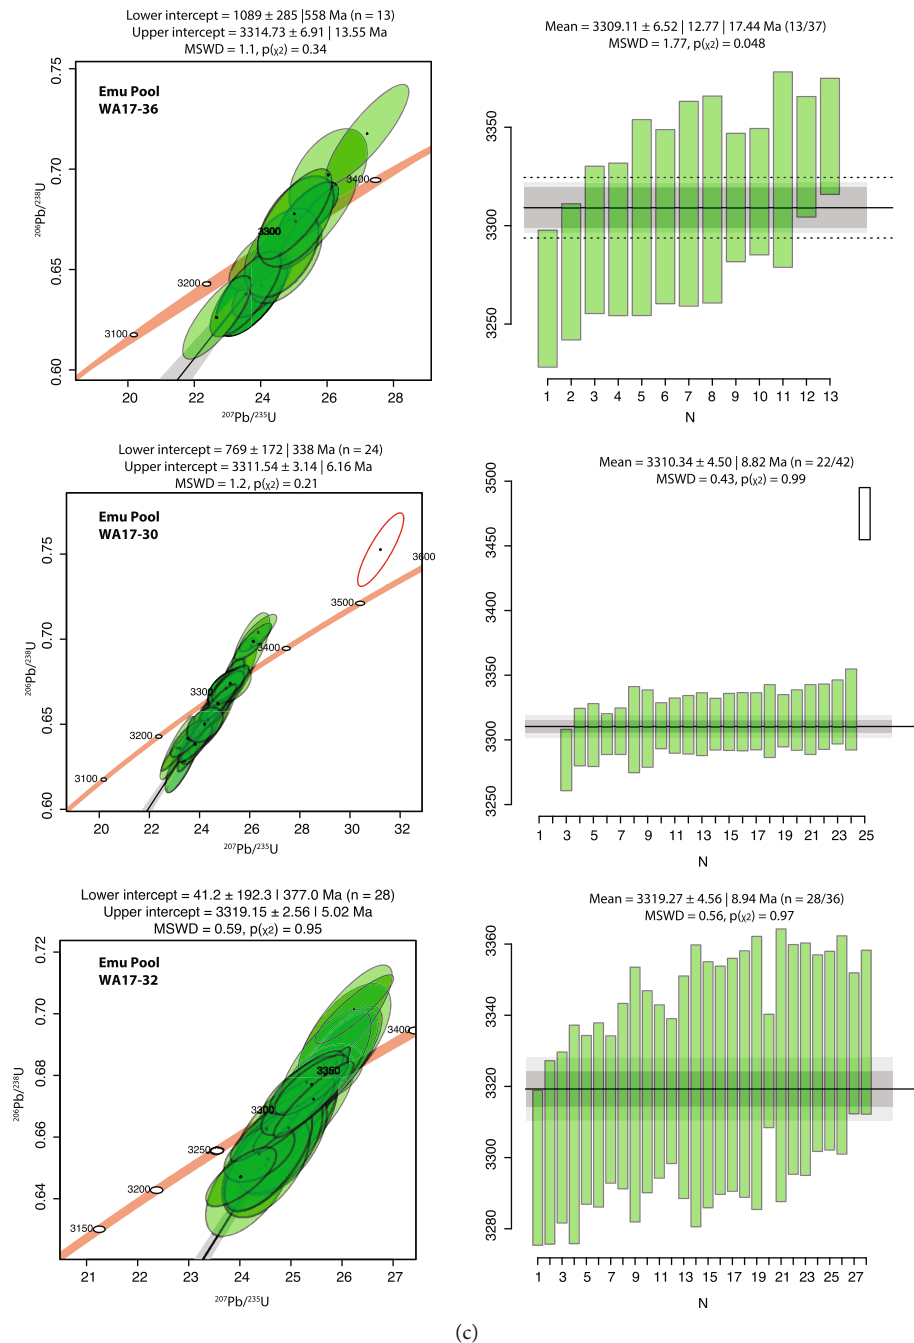 Lower intercept = 1089 ± 285 |558 Ma (n = 13)
Upper intercept = 3314.73 ± 6.91 | 13.55 Ma
MSWD = 1.1, p(χ2) = 0.34
Emu Pool
WA17-36
0.75
0.70
0.65
0.60
206Pb/238U
3400
3300
3200
3100
20 22 24 26 28
207Pb/235U
Mean = 3309.11 ± 6.52 | 12.77 | 17.44 Ma (13/37)
MSWD = 1.77, p(χ2) = 0.048
3350
3300
3250
1 2 3 4 5 6 7 8 9 10 11 12 13
N
Lower intercept = 769 ± 172 | 338 Ma (n = 24)
Upper intercept = 3311.54 ± 3.14 | 6.16 Ma
MSWD = 1.2, p(χ2) = 0.21
Emu Pool
WA17-30
0.75
0.70
0.65
0.60
206Pb/238U
3600
3500
3400
3300
3200
3100
20 22 24 26 28 30 32
207Pb/235U
Mean = 3310.34 ± 4.50 | 8.82 Ma (n = 22/42)
MSWD = 0.43, p(χ2) = 0.99
3500
3450
3400
3350
3300
3250
1 3 5 7 9 11 13 15 17 19 21 23 25
N
Lower intercept = 41.2 ± 192.3 | 377.0 Ma (n = 28)
Upper intercept = 3319.15 ± 2.56 | 5.02 Ma
MSWD = 0.59, p(χ2) = 0.95
Emu Pool
WA17-32
0.72
0.70
0.68
0.66
0.64
206Pb/238U
3400
3350
3300
3250
3200
3150
21 22 23 24 25 26 27
207Pb/235U
Mean = 3319.27 ± 4.56 | 8.94 Ma (n = 28/36)
MSWD = 0.56, p(χ2) = 0.97
3360
3340
3320
3300
3280
1 3 5 7 9 11 13 15 17 19 21 23 25 27
N
(c)